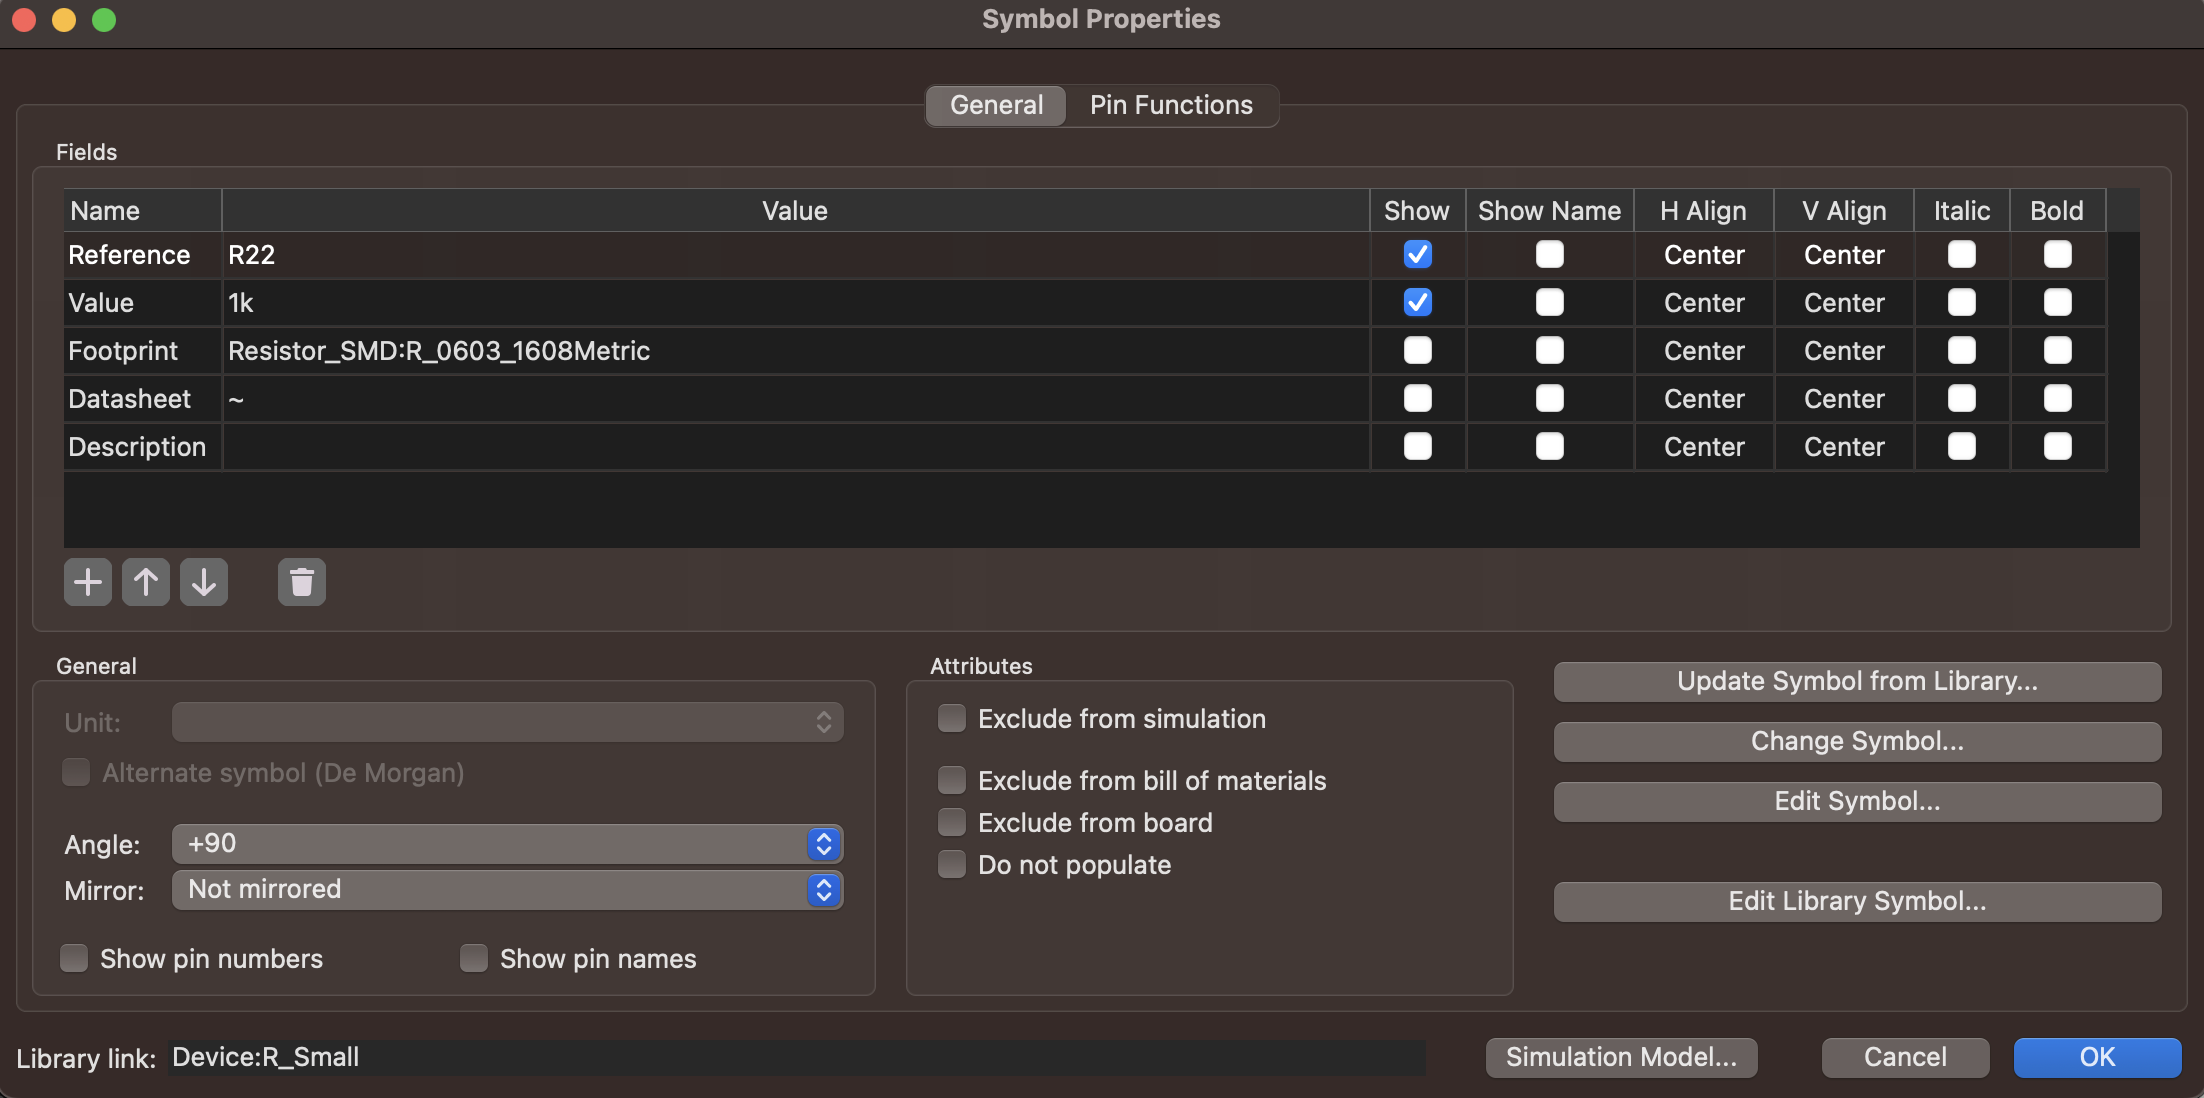 Symbol Properties
General Pin Functions
Fields
Name Value Show Show Name H Align V Align Italic Bold
Reference R22 Center Center
Value 1k Center Center
Footprint Resistor_SMD:R_0603_1608Metric Center Center
Datasheet ~ Center Center
Description Center Center
General
Unit:
Alternate symbol (De Morgan)
Angle: +90
Mirror: Not mirrored
Show pin numbers Show pin names
Attributes
Exclude from simulation
Exclude from bill of materials
Exclude from board
Do not populate
Update Symbol from Library...
Change Symbol...
Edit Symbol...
Edit Library Symbol...
Library link: Device:R_Small
Simulation Model... Cancel OK